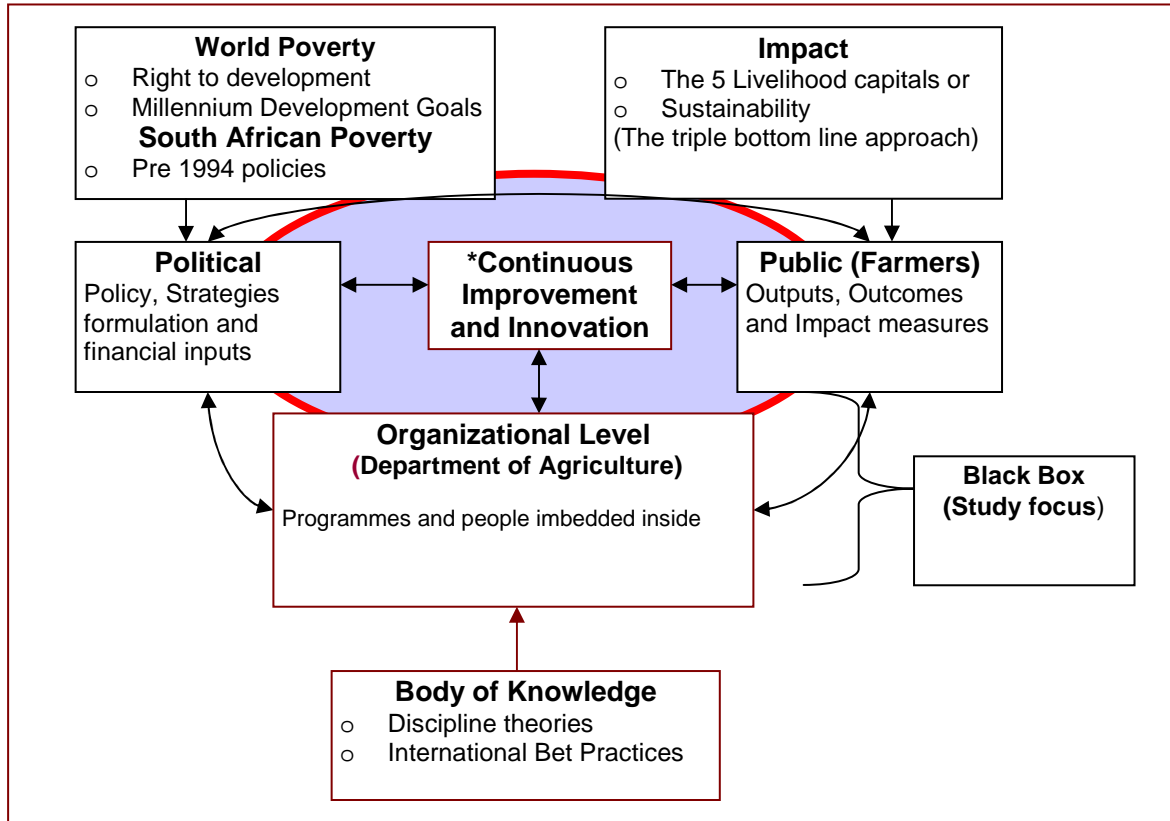 World Poverty
o Right to development
o Millennium Development Goals
South African Poverty
o Pre 1994 policies
Impact
o The 5 Livelihood capitals or
o Sustainability
(The triple bottom line approach)
Political
Policy, Strategies
formulation and
financial inputs
*Continuous
Improvement
and Innovation
Public (Farmers)
Outputs, Outcomes
and Impact measures
Organizational Level
(Department of Agriculture)
Programmes and people imbedded inside
Black Box
(Study focus)
Body of Knowledge
o Discipline theories
o International Bet Practices